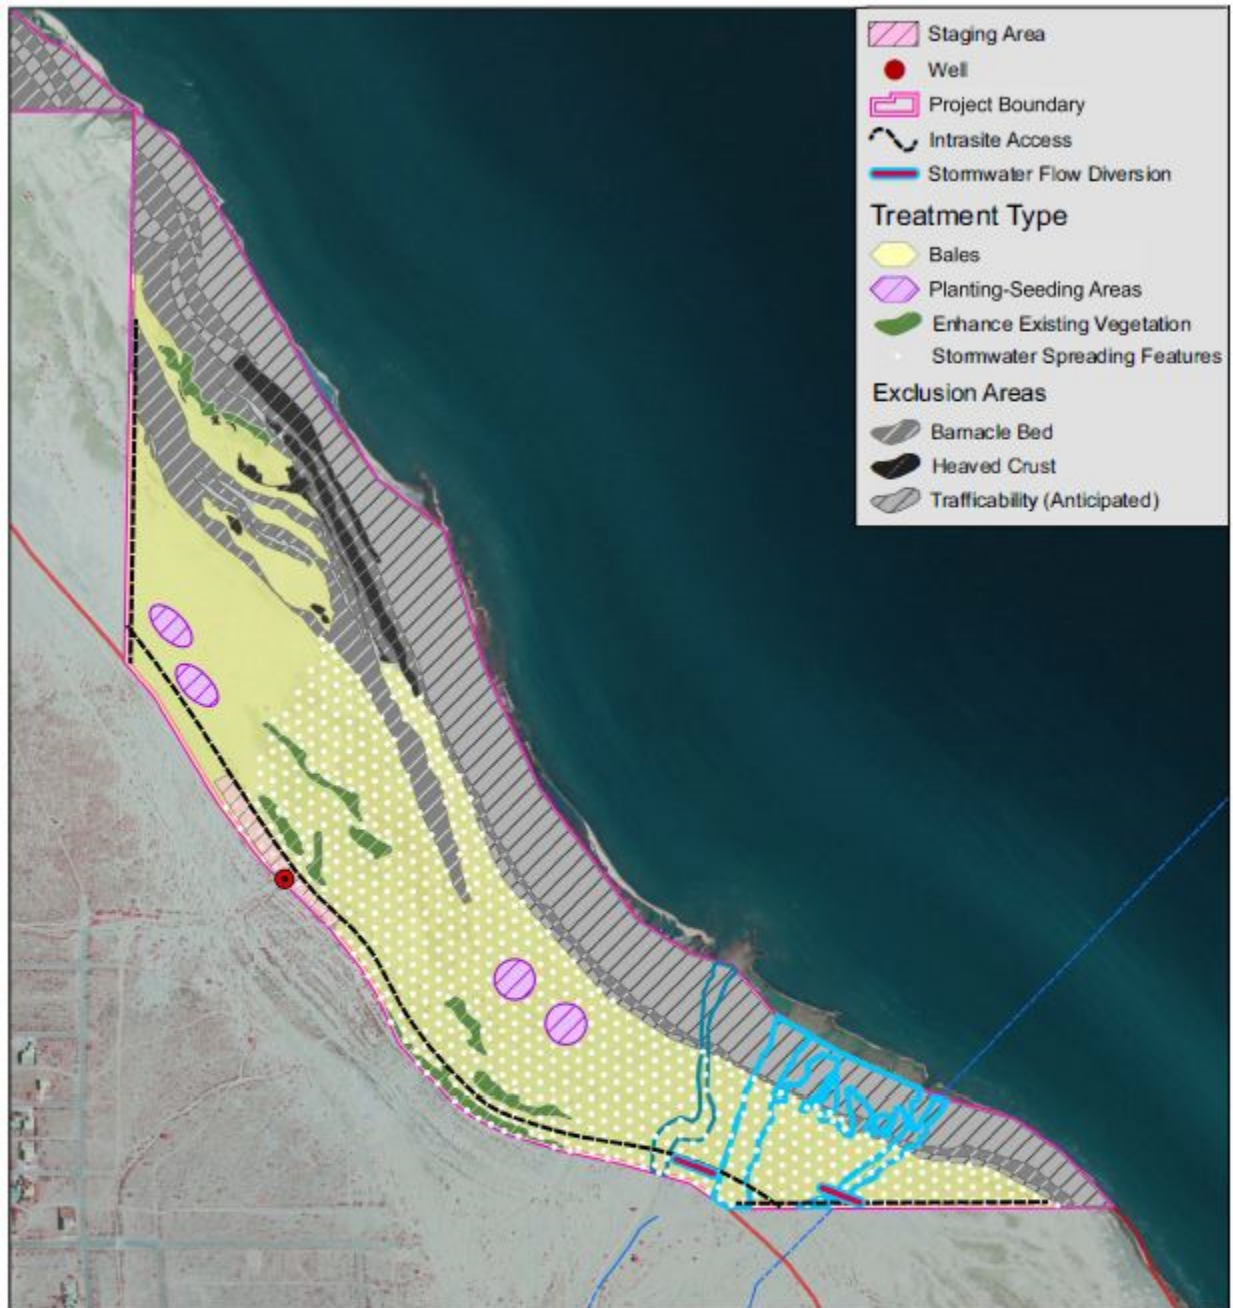 Staging Area
Well
Project Boundary
Intrasite Access
Stormwater Flow Diversion
Treatment Type
Bales
Planting-Seeding Areas
Enhance Existing Vegetation
Stormwater Spreading Features
Exclusion Areas
Barnacle Bed
Heaved Crust
Trafficability (Anticipated)